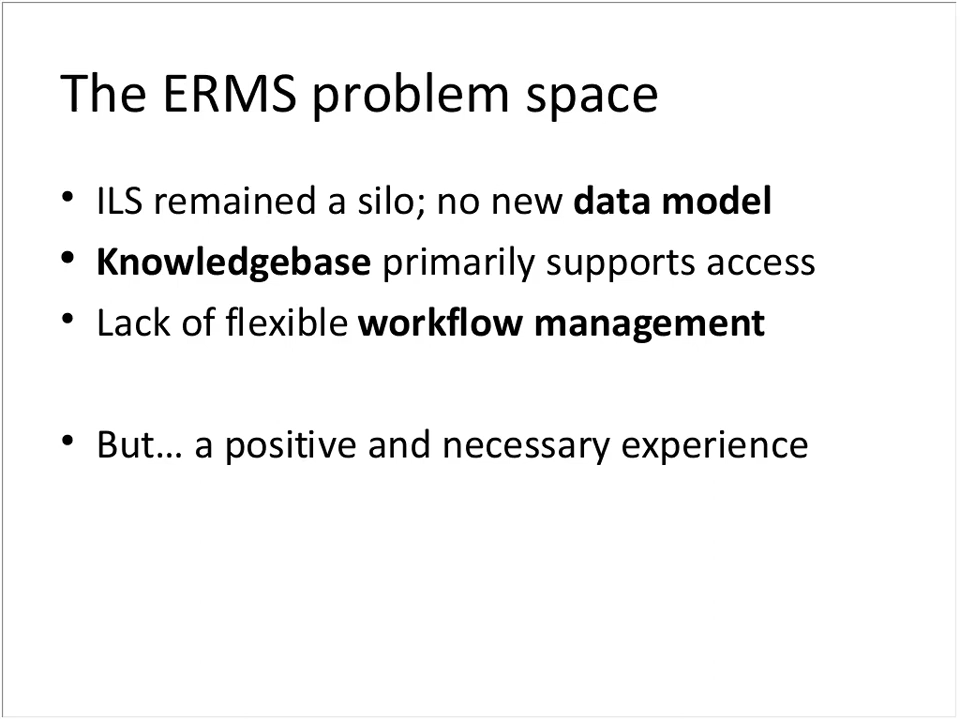 The ERMS problem space
• ILS remained a silo; no new data model
• Knowledgebase primarily supports access
• Lack of flexible workflow management
• But… a positive and necessary experience